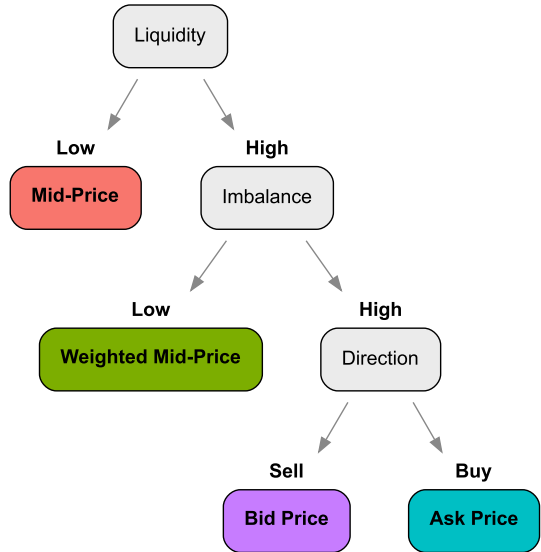 Liquidity
Low
High
Mid-Price
Imbalance
Low
High
Weighted Mid-Price
Direction
Sell
Buy
Bid Price
Ask Price